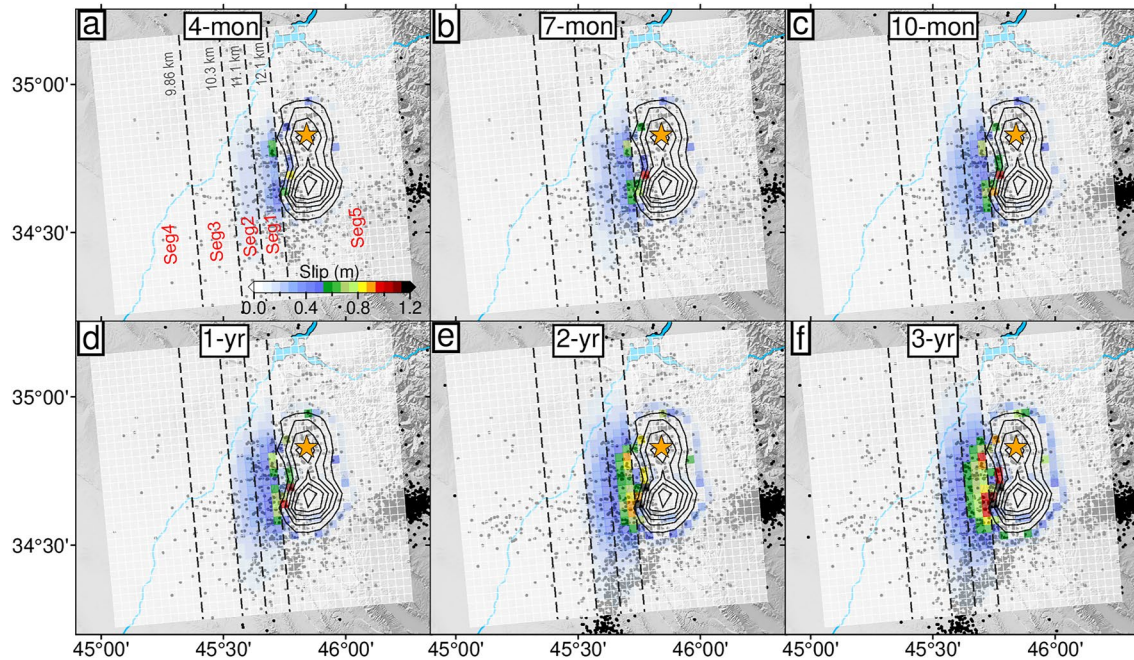 a
4-mon
b
7-mon
c
10-mon
9.86 km
10.3 km
11.1 km
12.1 km
35°00'
34°30'
Seg4
Seg3
Seg2
Seg1
Seg5
Slip (m)
0.0 0.4 0.8 1.2
d
1-yr
e
2-yr
f
3-yr
35°00'
34°30'
45°00' 45°30' 46°00' 45°00' 45°30' 46°00' 45°00' 45°30' 46°00'